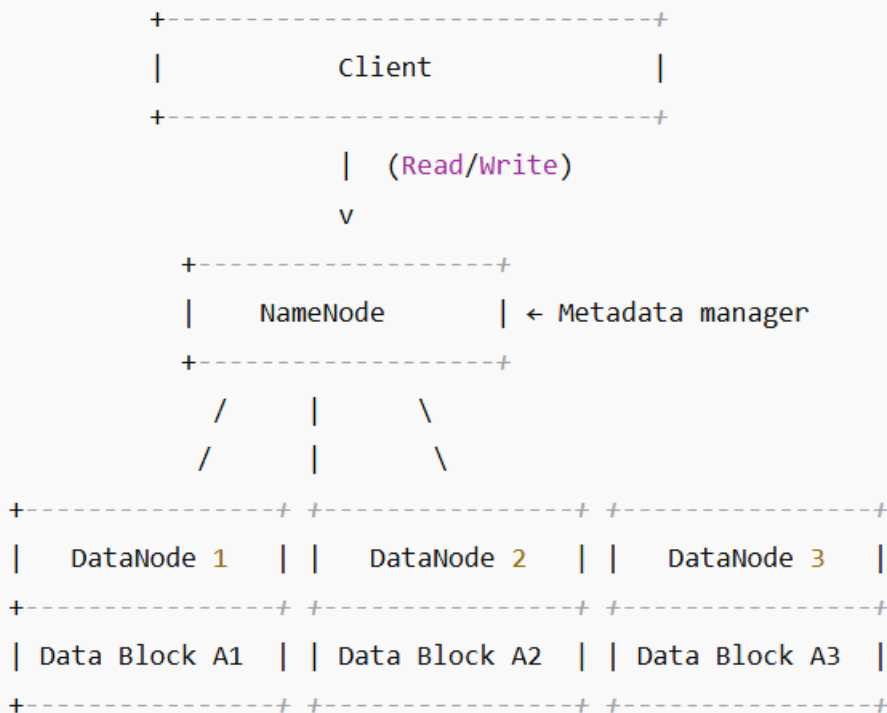 +-------------------------------+
|           Client              |
+-------------------------------+
            |  (Read/Write)
            v
  +-------------------+
  |    NameNode       | ← Metadata manager
  +-------------------+
    /     |      \
   /      |       \
+----------------+ +----------------+ +----------------+
|   DataNode 1   | |   DataNode 2   | |   DataNode 3   |
+----------------+ +----------------+ +----------------+
| Data Block A1  | | Data Block A2  | | Data Block A3  |
+----------------+ +----------------+ +----------------+